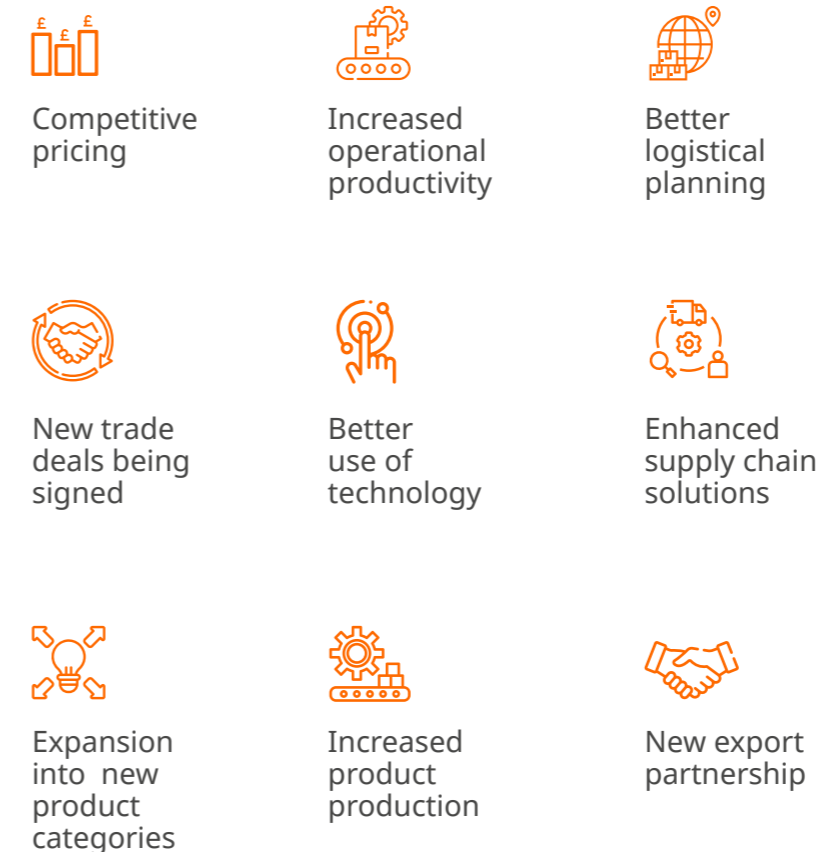 £ £ £
Competitive
pricing
Increased
operational
productivity
Better
logistical
planning
New trade
deals being
signed
Better
use of
technology
Enhanced
supply chain
solutions
Expansion
into  new
product
categories
Increased
product
production
New export
partnership